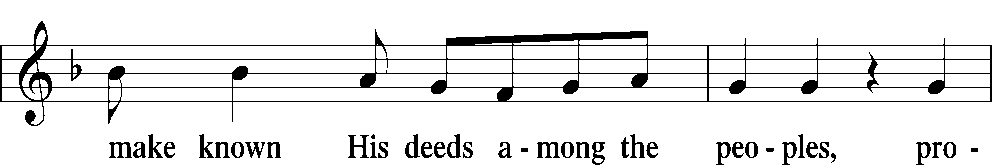 make known His deeds a - mong the peo - ples, pro -